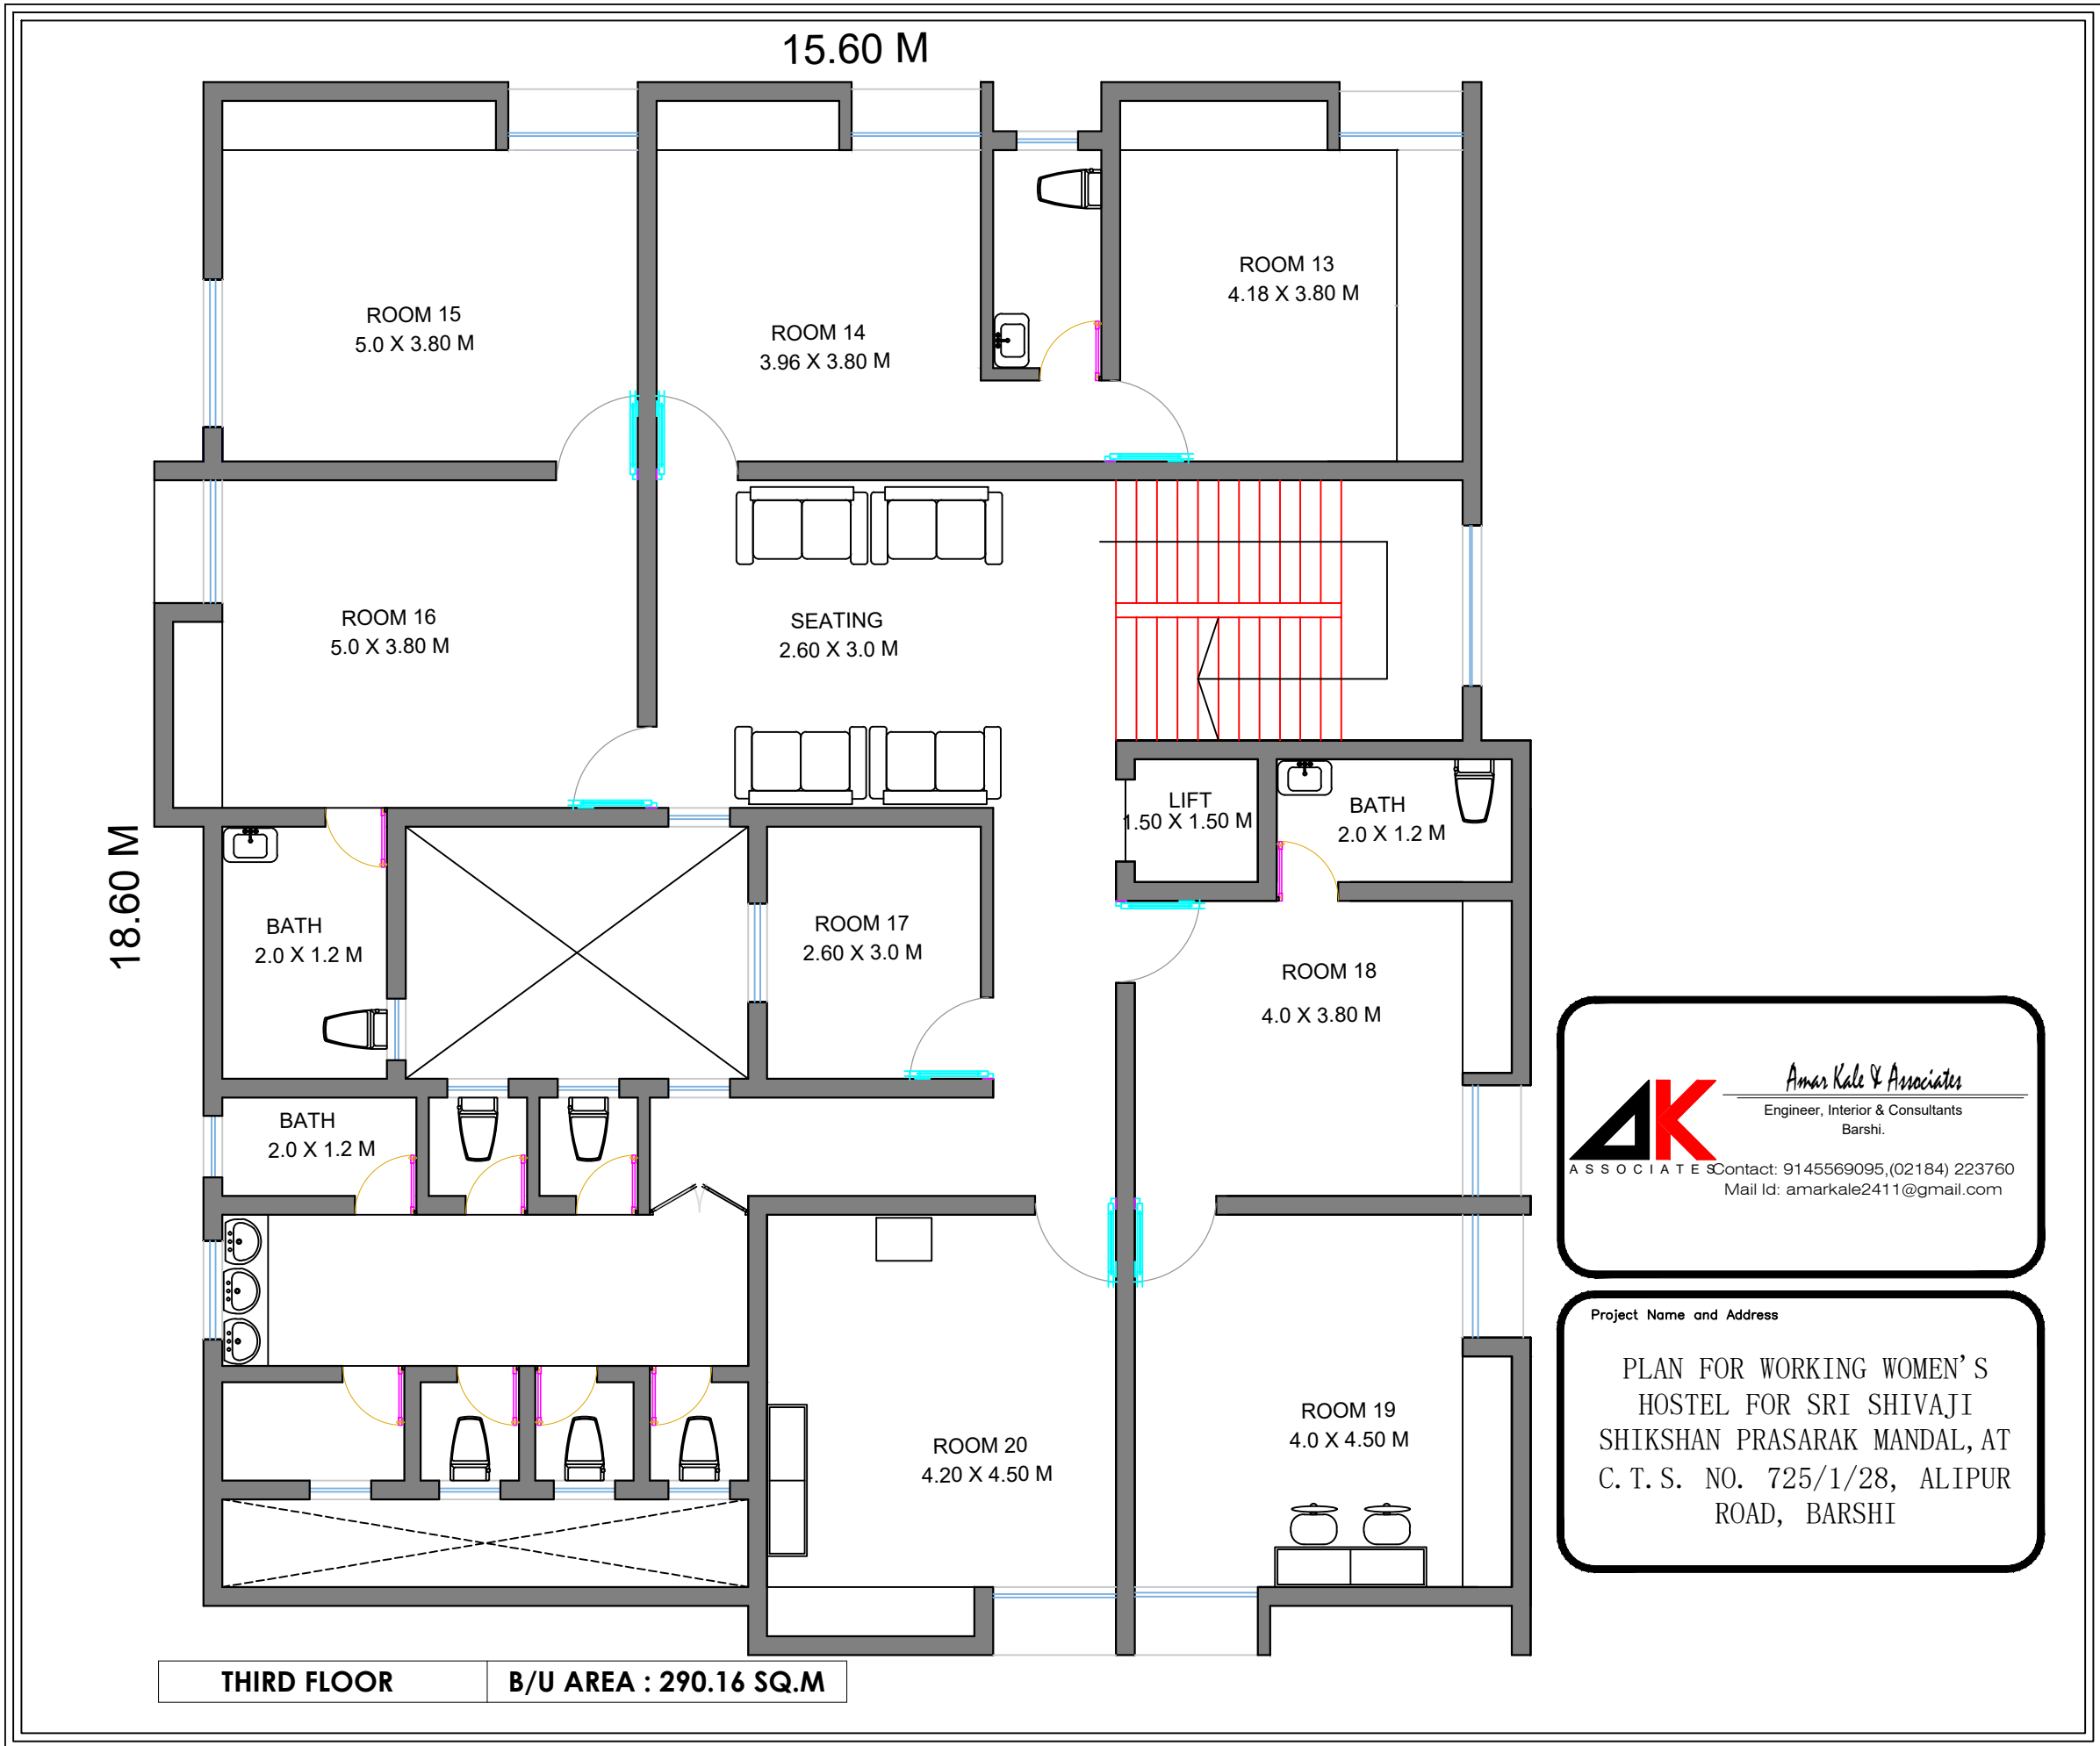 15.60 M
ROOM 15
5.0 X 3.80 M
ROOM 14
3.96 X 3.80 M
ROOM 13
4.18 X 3.80 M
ROOM 16
5.0 X 3.80 M
SEATING
2.60 X 3.0 M
LIFT
1.50 X 1.50 M
BATH
2.0 X 1.2 M
18.60 M
BATH
2.0 X 1.2 M
ROOM 17
2.60 X 3.0 M
ROOM 18
4.0 X 3.80 M
BATH
2.0 X 1.2 M
ROOM 20
4.20 X 4.50 M
ROOM 19
4.0 X 4.50 M
AK
ASSOCIATES
Amar Kale & Associates
Engineer, Interior & Consultants
Barshi.
Contact: 9145569095,(02184) 223760
Mail Id: amarkale2411@gmail.com
Project Name and Address
PLAN FOR WORKING WOMEN'S
HOSTEL FOR SRI SHIVAJI
SHIKSHAN PRASARAK MANDAL, AT
C.T.S. NO. 725/1/28, ALIPUR
ROAD, BARSHI
THIRD FLOOR
B/U AREA : 290.16 SQ.M